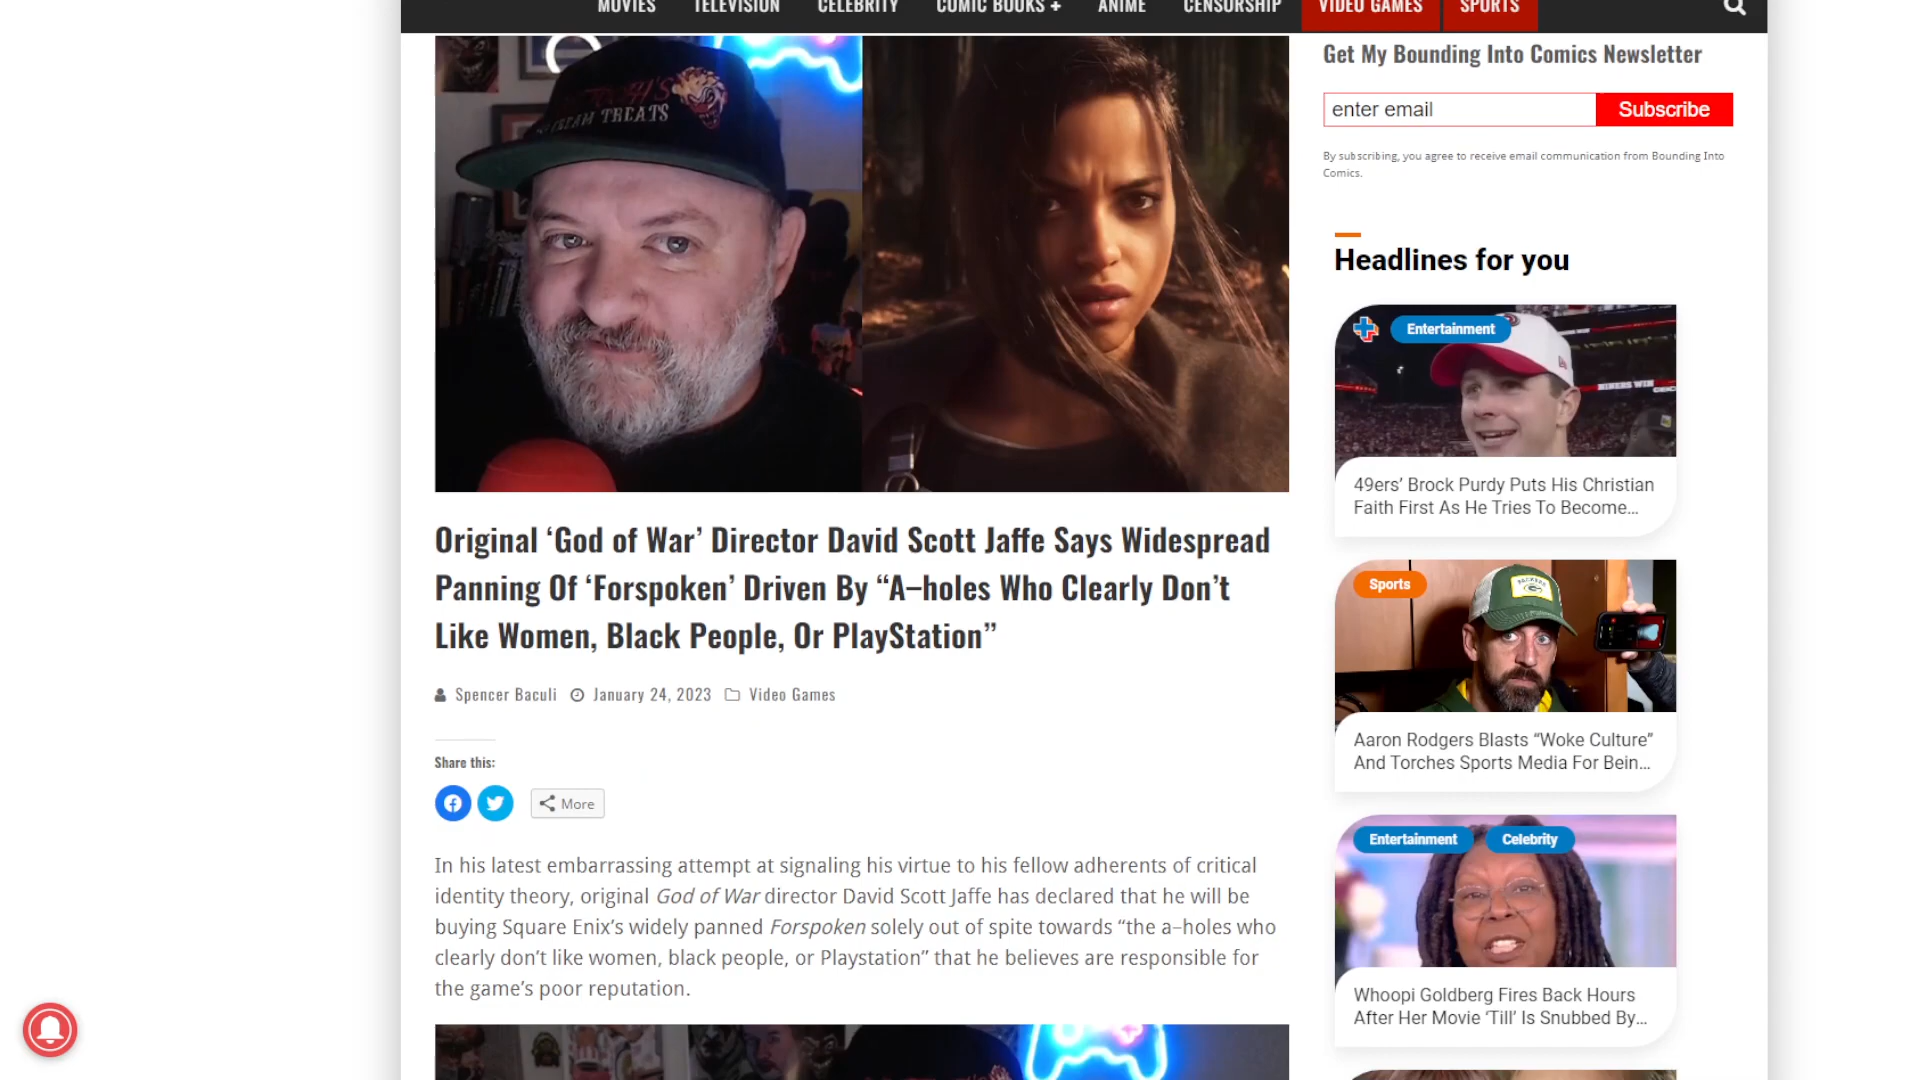 MOVIES TELEVISION CELEBRITY COMIC BOOKS + ANIME CENSORSHIP VIDEO GAMES SPORTS
TREATS
Original ‘God of War’ Director David Scott Jaffe Says Widespread
Panning Of ‘Forspoken’ Driven By “A–holes Who Clearly Don’t
Like Women, Black People, Or PlayStation”
Spencer Baculi January 24, 2023 Video Games
Share this:
More
In his latest embarrassing attempt at signaling his virtue to his fellow adherents of critical
identity theory, original God of War director David Scott Jaffe has declared that he will be
buying Square Enix’s widely panned Forspoken solely out of spite towards “the a–holes who
clearly don’t like women, black people, or Playstation” that he believes are responsible for
the game’s poor reputation.
Get My Bounding Into Comics Newsletter
enter email Subscribe
By subscribing, you agree to receive email communication from Bounding Into
Comics.
Headlines for you
Entertainment
49ers’ Brock Purdy Puts His Christian
Faith First As He Tries To Become...
Sports
PACKERS
Aaron Rodgers Blasts “Woke Culture”
And Torches Sports Media For Bein...
Entertainment Celebrity
Whoopi Goldberg Fires Back Hours
After Her Movie ‘Till’ Is Snubbed By...